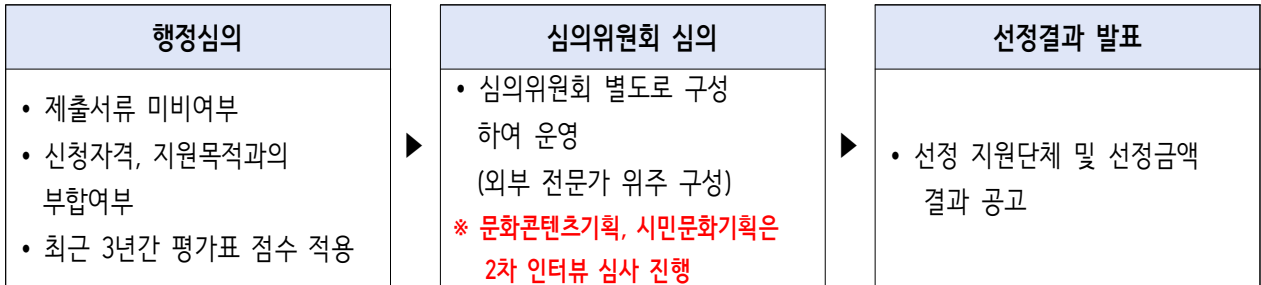 행정심의
• 제출서류 미비여부
• 신청자격, 지원목적과의
부합여부
• 최근 3년간 평가표 점수 적용
▶
심의위원회 심의
• 심의위원회 별도로 구성
하여 운영
(외부 전문가 위주 구성)
※ 문화콘텐츠기획, 시민문화기획은
2차 인터뷰 심사 진행
▶
선정결과 발표
• 선정 지원단체 및 선정금액
결과 공고